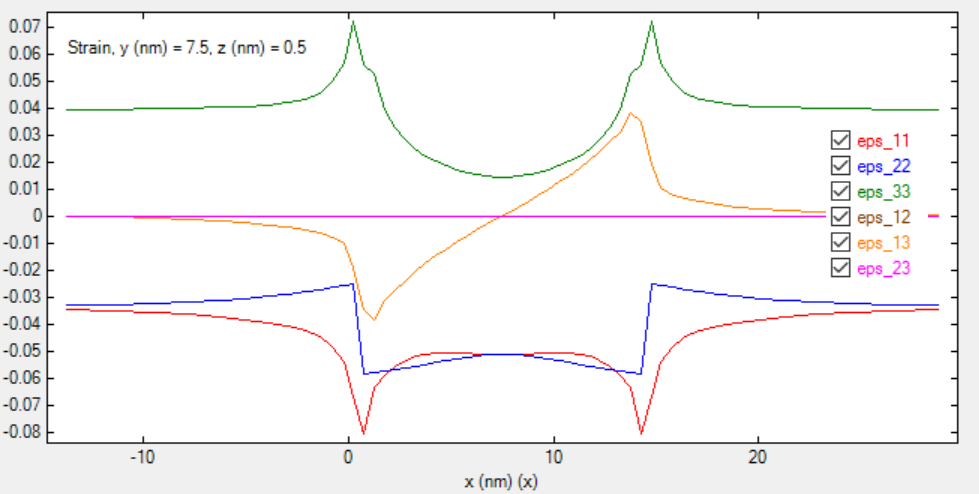 0.07
0.06
0.05
0.04
0.03
0.02
0.01
0
-0.01
-0.02
-0.03
-0.04
-0.05
-0.06
-0.07
-0.08
Strain, y (nm) = 7.5, z (nm) = 0.5
eps_11
eps_22
eps_33
eps_12
eps_13
eps_23
-10 0 10 20
x (nm) (x)